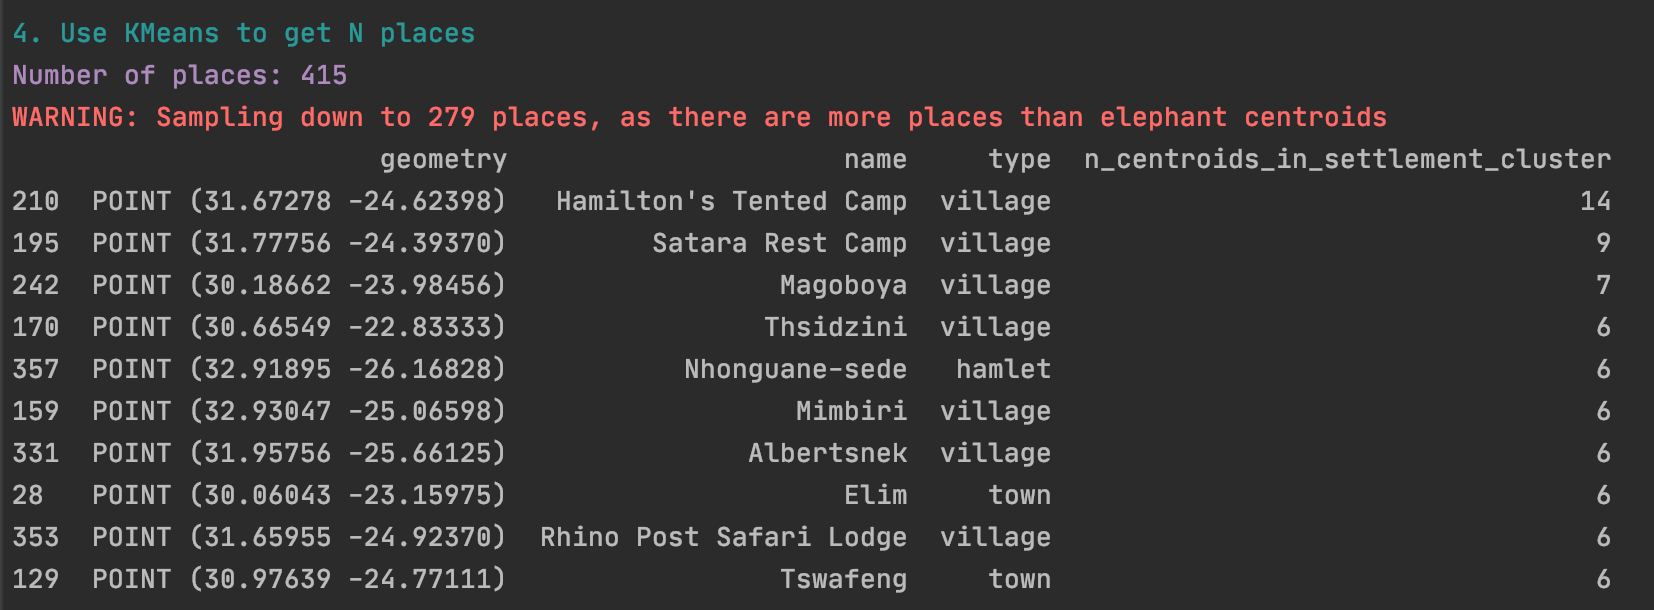 4. Use KMeans to get N places
Number of places: 415
WARNING: Sampling down to 279 places, as there are more places than elephant centroids
geometry name type n_centroids_in_settlement_cluster
210 POINT (31.67278 -24.62398) Hamilton's Tented Camp village 14
195 POINT (31.77756 -24.39370) Satara Rest Camp village 9
242 POINT (30.18662 -23.98456) Magoboya village 7
170 POINT (30.66549 -22.83333) Thsidzini village 6
357 POINT (32.91895 -26.16828) Nhonguane-sede hamlet 6
159 POINT (32.93047 -25.06598) Mimbiri village 6
331 POINT (31.95756 -25.66125) Albertsnek village 6
28 POINT (30.06043 -23.15975) Elim town 6
353 POINT (31.65955 -24.92370) Rhino Post Safari Lodge village 6
129 POINT (30.97639 -24.77111) Tswafeng town 6